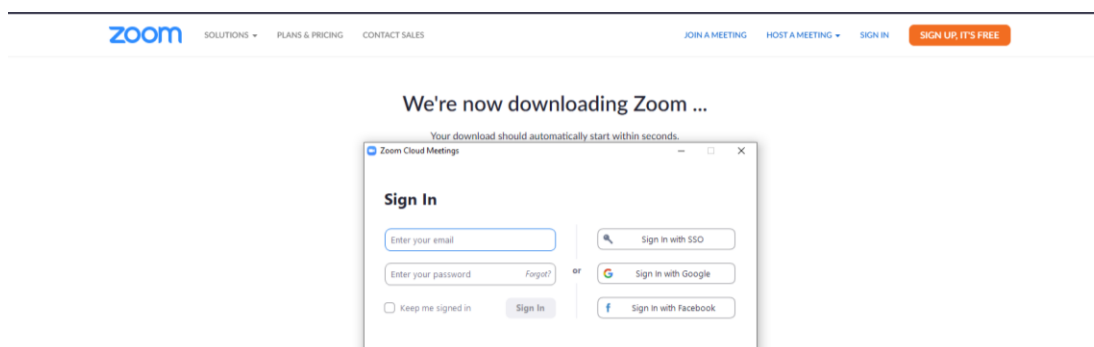 zoom SOLUTIONS PLANS & PRICING CONTACT SALES JOIN A MEETING HOST A MEETING SIGN IN SIGN UP, IT'S FREE
We're now downloading Zoom ...
Your download should automatically start within seconds.
Zoom Cloud Meetings
Sign In
Enter your email
Sign In with SSO
Enter your password Forgot? or Sign In with Google
Keep me signed in Sign In Sign In with Facebook